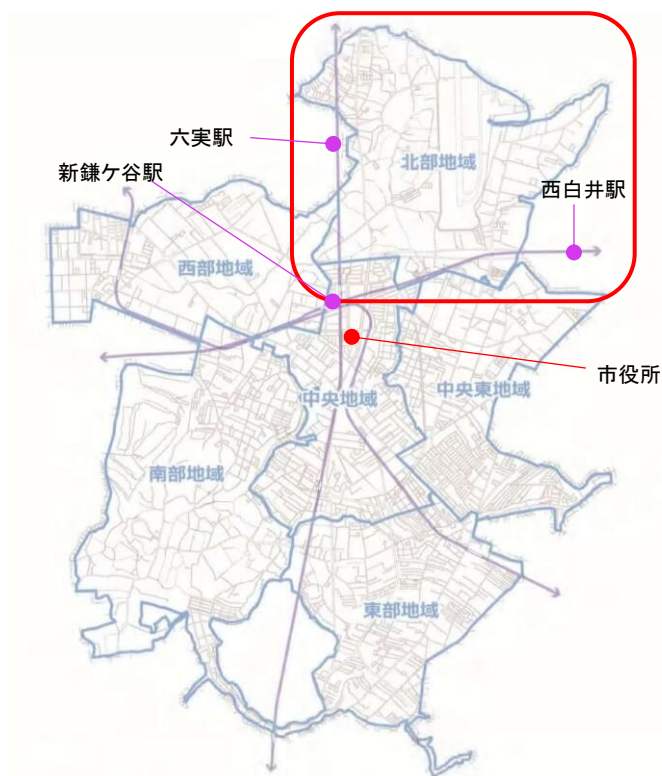 六実駅
新鎌ケ谷駅
北部地域
西白井駅
西部地域
市役所
中央地域
中央東地域
南部地域
東部地域